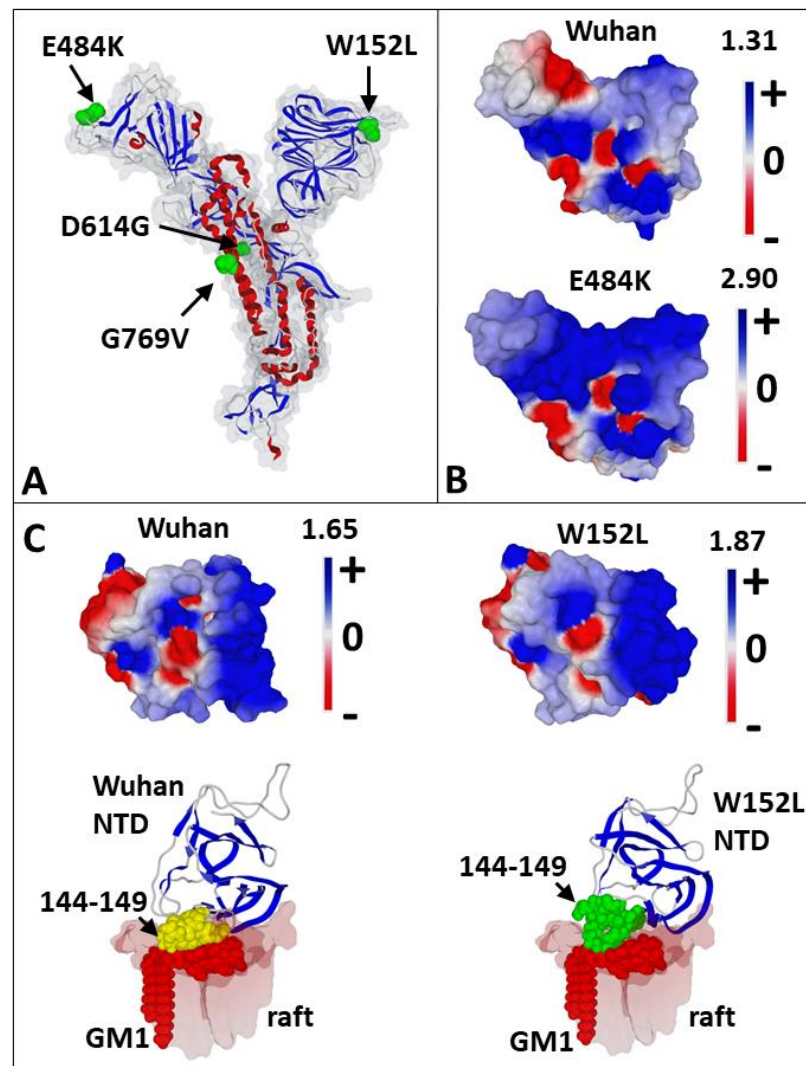 E484K
W152L
D614G
G769V
A
Wuhan
1.31
+
0
-
E484K
2.90
+
0
-
B
C
Wuhan
1.65
+
0
-
W152L
1.87
+
0
-
Wuhan
NTD
144-149
GM1
raft
W152L
NTD
144-149
GM1
raft